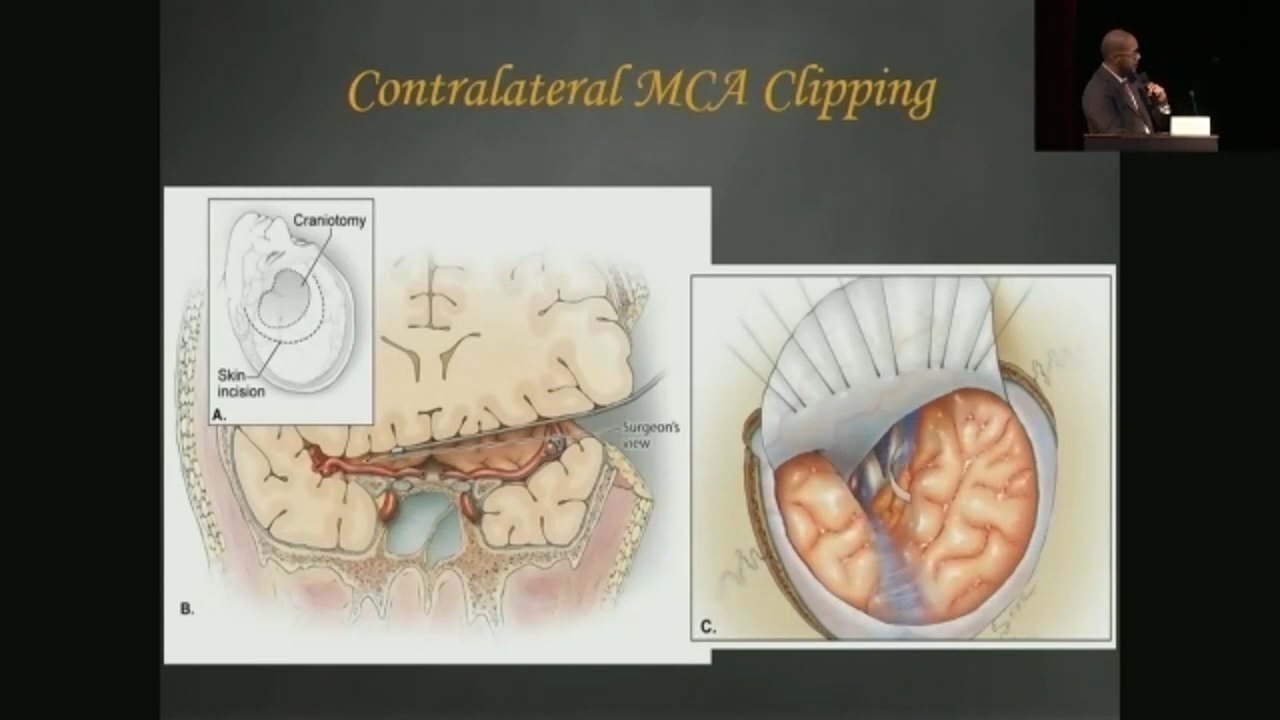 Contralateral MCA Clipping
Craniotomy
Skin
incision
A.
Surgeon's
view
B.
C.